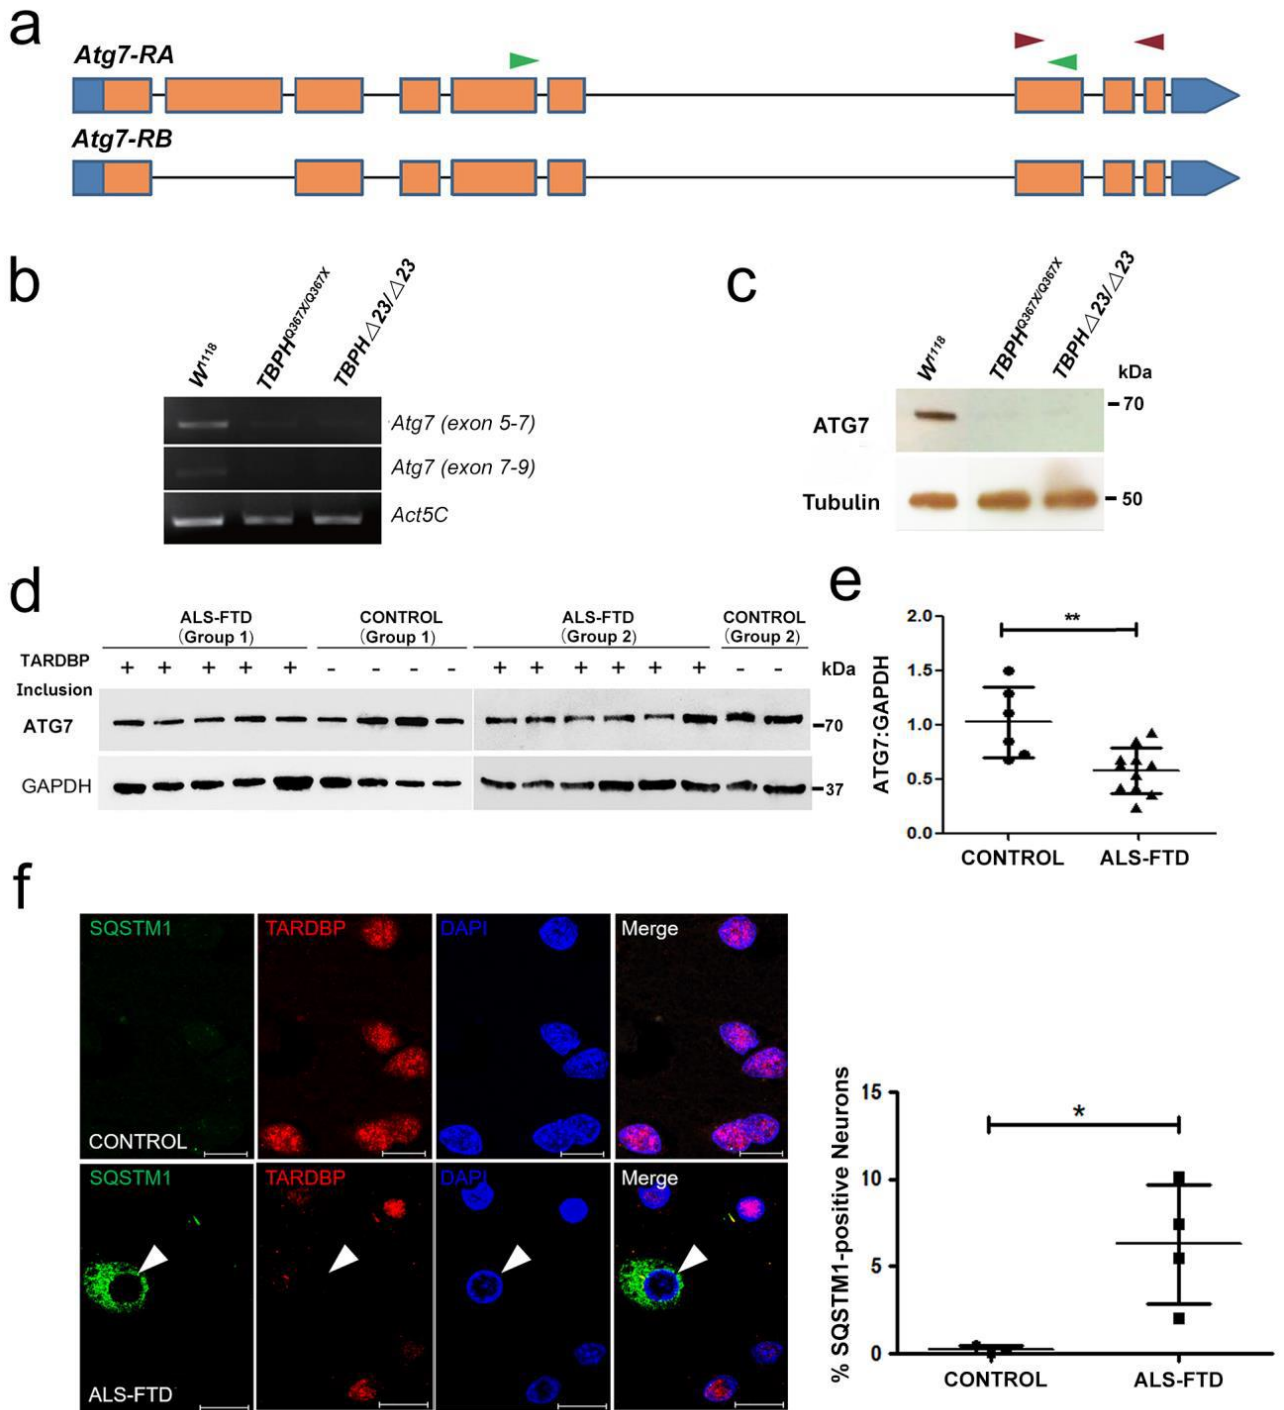 a
Atg7-RA
Atg7-RB
b
W1118
TBPHQ367X/Q367X
TBPH△23/△23
Atg7 (exon 5-7)
Atg7 (exon 7-9)
Act5C
c
W1118
TBPHQ367X/Q367X
TBPH△23/△23
kDa
70
ATG7
Tubulin
50
d
ALS-FTD
(Group 1)
CONTROL
(Group 1)
ALS-FTD
(Group 2)
CONTROL
(Group 2)
TARDBP
Inclusion
+ + + + + - - - - + + + + + + - -
kDa
ATG7
70
GAPDH
37
e
**
ATG7:GAPDH
2.0
1.5
1.0
0.5
0.0
CONTROL
ALS-FTD
f
SQSTM1
TARDBP
DAPI
Merge
CONTROL
SQSTM1
TARDBP
DAPI
Merge
ALS-FTD
% SQSTM1-positive Neurons
15
10
5
0
*
CONTROL
ALS-FTD